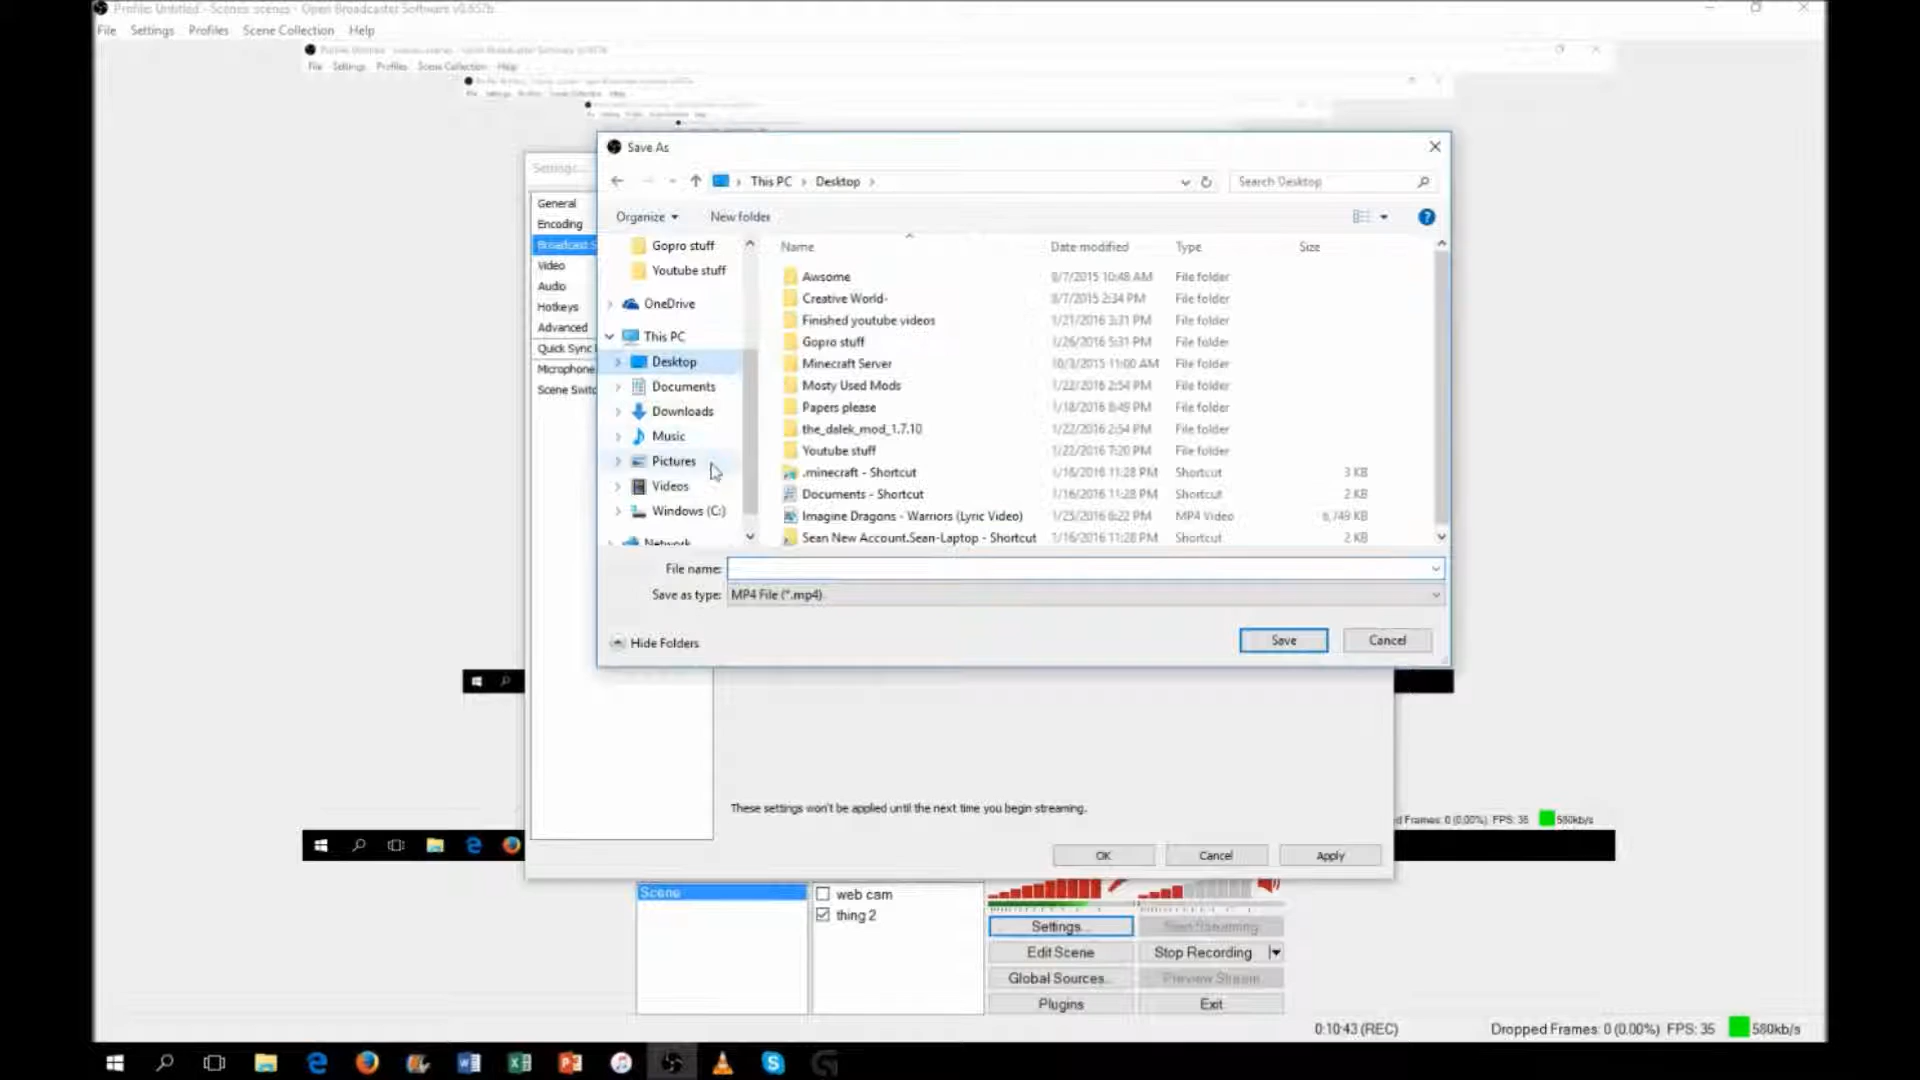 Profile: Untitled - Scenes: scenes - Open Broadcaster Software v0.657b
File Settings Profiles Scene Collection Help
File Settings Profiles Scene Collection Help
Save As
Settings...
This PC > Desktop >
Search Desktop
Organize New folder
General
Encoding
Broadcast S
Video
Audio
Hotkeys
Advanced
Quick Sync
Microphone
Scene Switc
Gopro stuff
Youtube stuff
OneDrive
This PC
Desktop
Documents
Downloads
Music
Pictures
Videos
Windows (C:)
Network
Name Date modified Type Size
Awsome 8/7/2015 10:48 AM File folder
Creative World- 8/7/2015 2:34 PM File folder
Finished youtube videos 1/21/2016 3:31 PM File folder
Gopro stuff 1/26/2016 5:31 PM File folder
Minecraft Server 10/3/2015 11:00 AM File folder
Mosty Used Mods 1/22/2016 2:54 PM File folder
Papers please 1/18/2016 8:49 PM File folder
the_dalek_mod_1.7.10 1/22/2016 2:54 PM File folder
Youtube stuff 1/22/2016 7:20 PM File folder
.minecraft - Shortcut 1/16/2016 11:28 PM Shortcut 3 KB
Documents - Shortcut 1/16/2016 11:28 PM Shortcut 2 KB
Imagine Dragons - Warriors (Lyric Video) 1/25/2016 6:22 PM MP4 Video 6,749 KB
Sean New Account.Sean-Laptop - Shortcut 1/16/2016 11:28 PM Shortcut 2 KB
File name:
Save as type: MP4 File (*.mp4)
Hide Folders
Save Cancel
These settings won't be applied until the next time you begin streaming.
d Frames: 0 (0.00%) FPS: 35 580kb/s
OK Cancel Apply
Scene
web cam
thing 2
Settings... Start Streaming
Edit Scene Stop Recording
Global Sources... Preview Stream
Plugins Exit
0:10:43 (REC) Dropped Frames: 0 (0.00%) FPS: 35 580kb/s